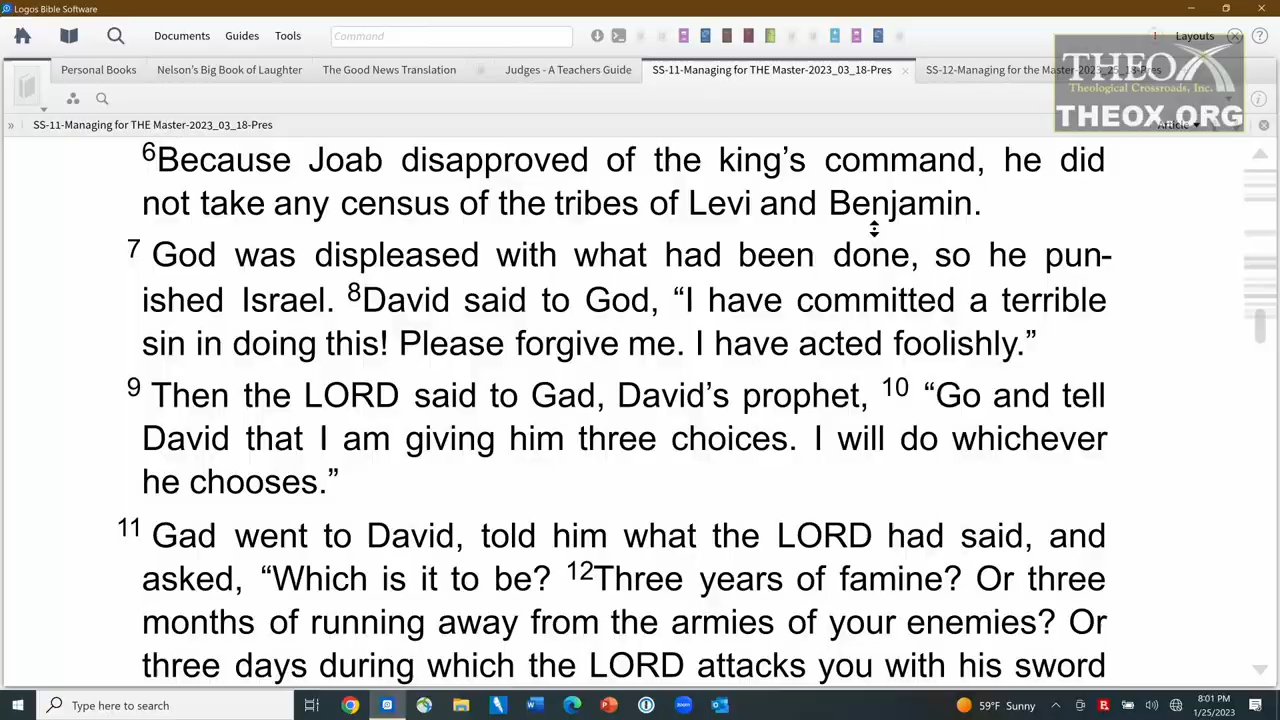 Logos Bible Software
Documents Guides Tools Command Layouts
Personal Books Nelson's Big Book of Laughter The Good News Judges - A Teachers Guide SS-11-Managing for THE Master-2023_03_18-Pres SS-12-Managing for the Master-2023_25_18-Pres
THEOX
Theological Crossroads, Inc.
THEOX.ORG
SS-11-Managing for THE Master-2023_03_18-Pres Article
6Because Joab disapproved of the king's command, he did
not take any census of the tribes of Levi and Benjamin.
7 God was displeased with what had been done, so he pun-
ished Israel. 8David said to God, “I have committed a terrible
sin in doing this! Please forgive me. I have acted foolishly.”
9 Then the LORD said to Gad, David's prophet, 10 “Go and tell
David that I am giving him three choices. I will do whichever
he chooses.”
11 Gad went to David, told him what the LORD had said, and
asked, “Which is it to be? 12Three years of famine? Or three
months of running away from the armies of your enemies? Or
three days during which the LORD attacks you with his sword
Type here to search
59°F Sunny
8:01 PM
1/25/2023